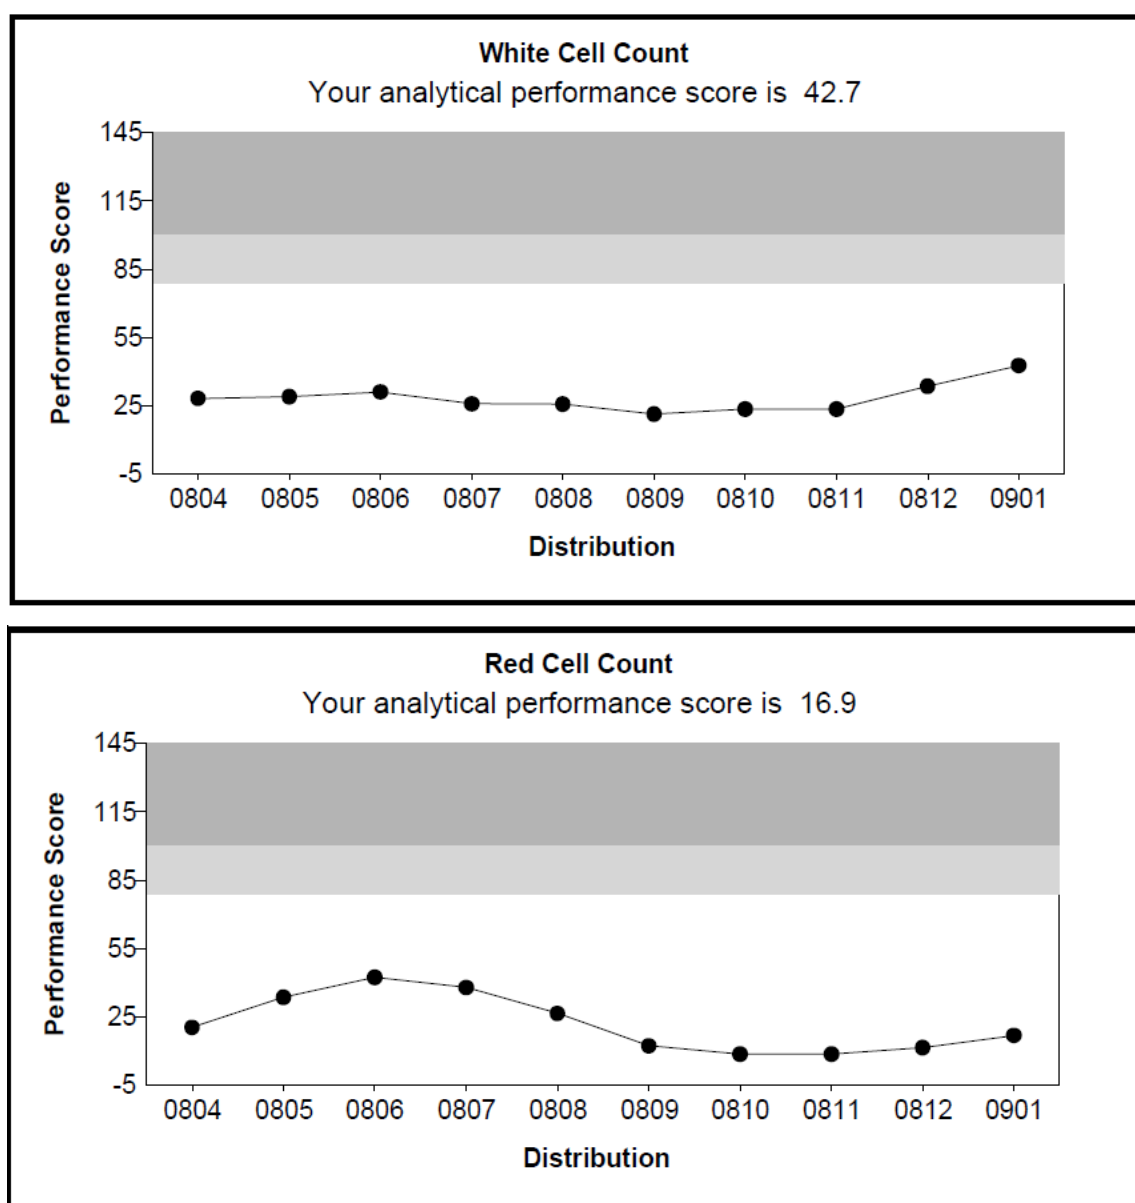 White Cell Count
Your analytical performance score is 42.7
Performance Score
145
115
85
55
25
-5
0804 0805 0806 0807 0808 0809 0810 0811 0812 0901
Distribution
Red Cell Count
Your analytical performance score is 16.9
Performance Score
145
115
85
55
25
-5
0804 0805 0806 0807 0808 0809 0810 0811 0812 0901
Distribution